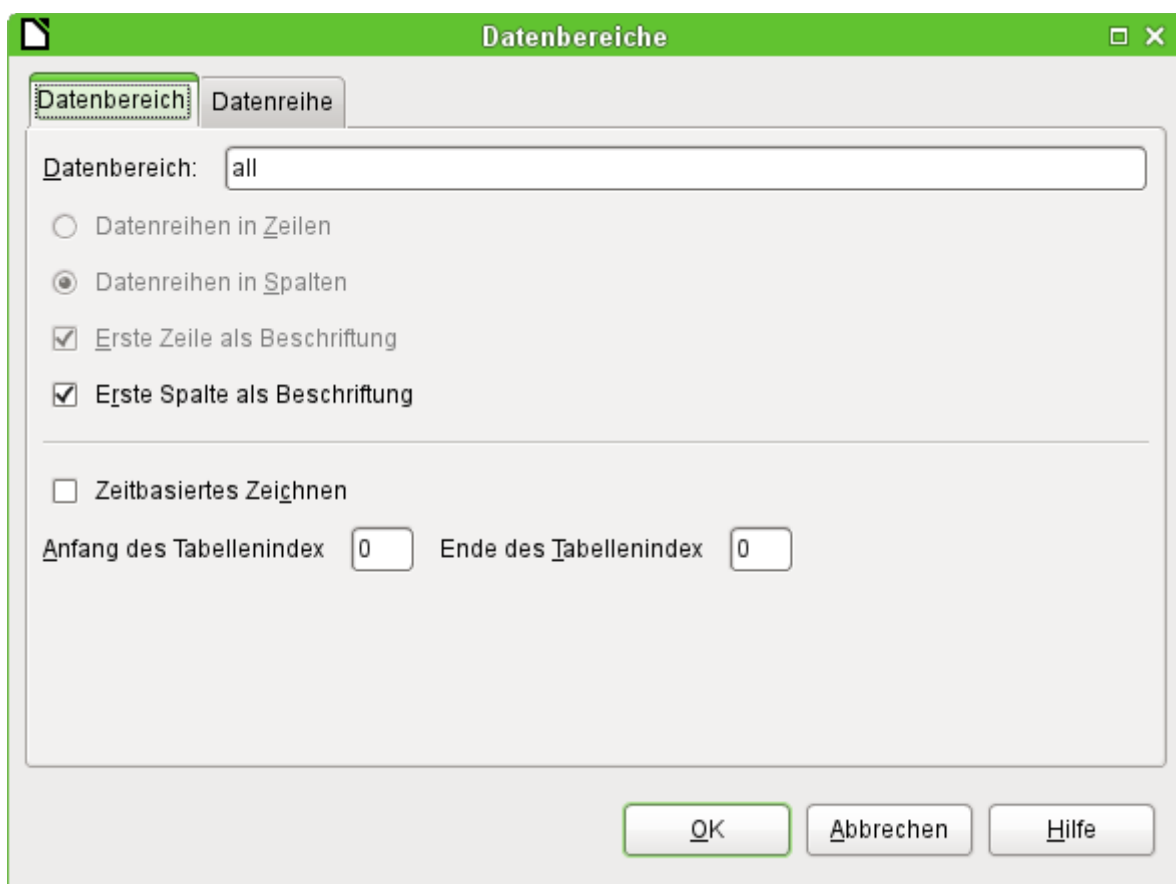 Datenbereiche
Datenbereich Datenreihe
Datenbereich: all
Datenreihen in Zeilen
Datenreihen in Spalten
Erste Zeile als Beschriftung
Erste Spalte als Beschriftung
Zeitbasiertes Zeichnen
Anfang des Tabellenindex 0 Ende des Tabellenindex 0
OK Abbrechen Hilfe